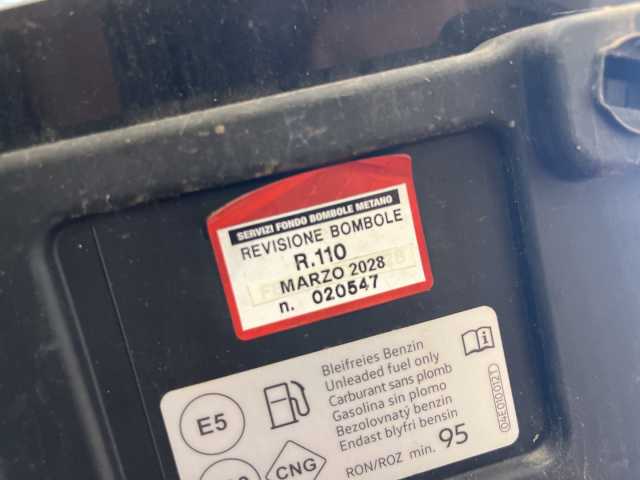 SERVIZI FONDO BOMBOLE METANO
REVISIONE BOMBOLE
R.110
MARZO 2028
n. 020547
Bleifreies Benzin
Unleaded fuel only
Carburant sans plomb
Gasolina sin plomo
Bezolovnatý benzin
Endast blyfri bensin
RON/ROZ min. 95
E5
CNG